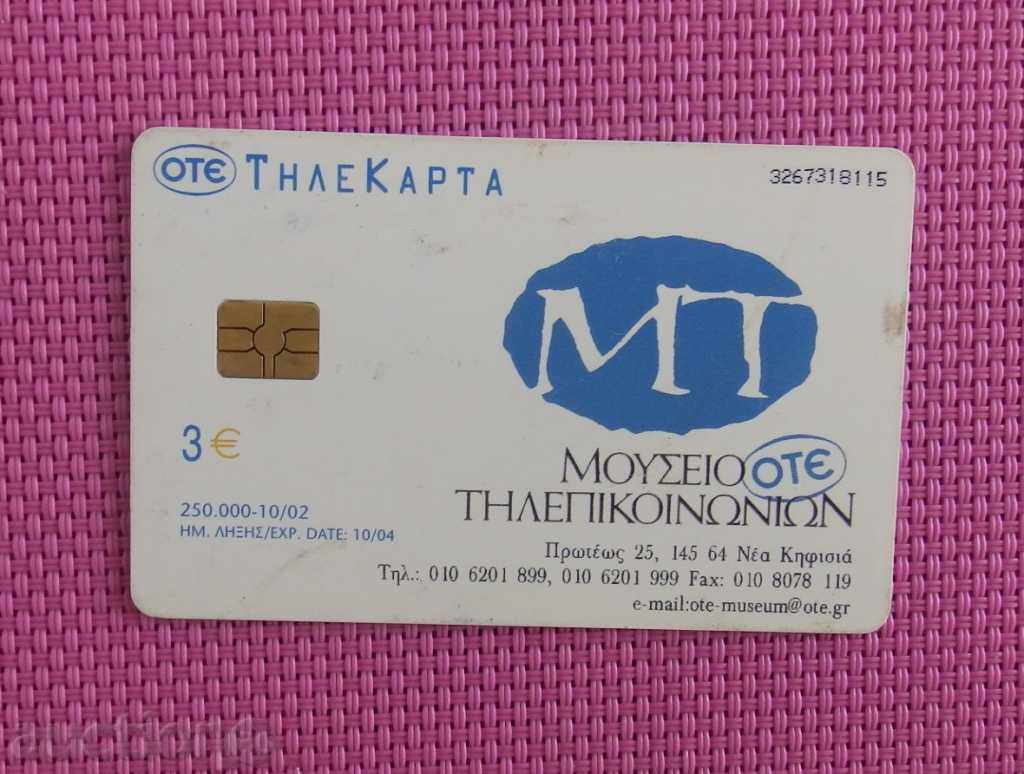 OTE ΤΗΛΕΚΑΡΤΑ
3267318115
ΜΤ
3 €
250.000-10/02
ΗΜ. ΛΗΞΗΣ/EXP. DATE: 10/04
ΜΟΥΣΕΙΟ OTE
ΤΗΛΕΠΙΚΟΙΝΩΝΙΩΝ
Πρωτέως 25, 145 64 Νέα Κηφισιά
Τηλ.: 010 6201 899, 010 6201 999 Fax: 010 8078 119
e-mail:ote-museum@ote.gr